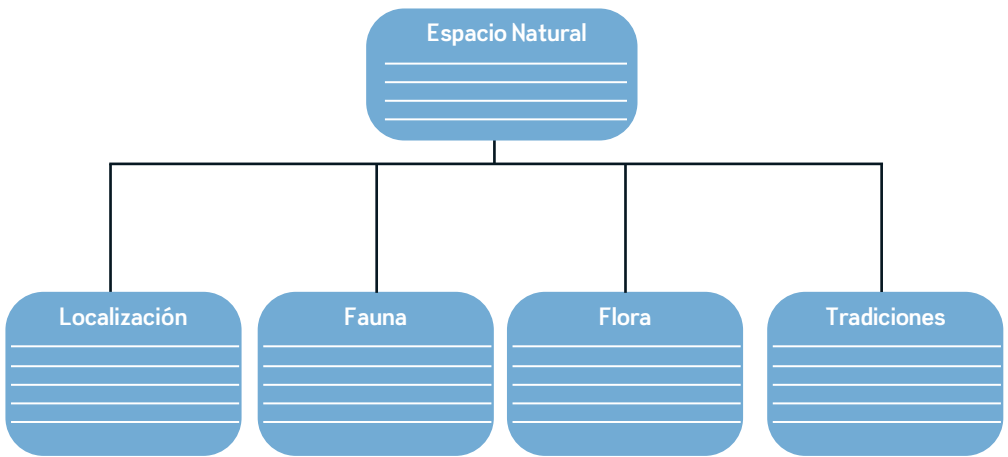 Espacio Natural
Localización
Fauna
Flora
Tradiciones